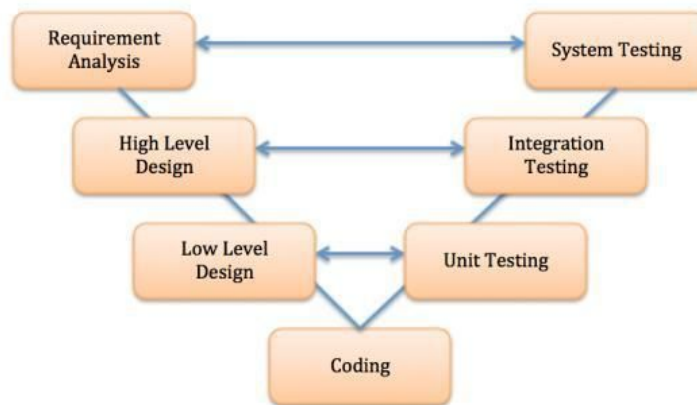 Requirement
Analysis
System Testing
High Level
Design
Integration
Testing
Low Level
Design
Unit Testing
Coding